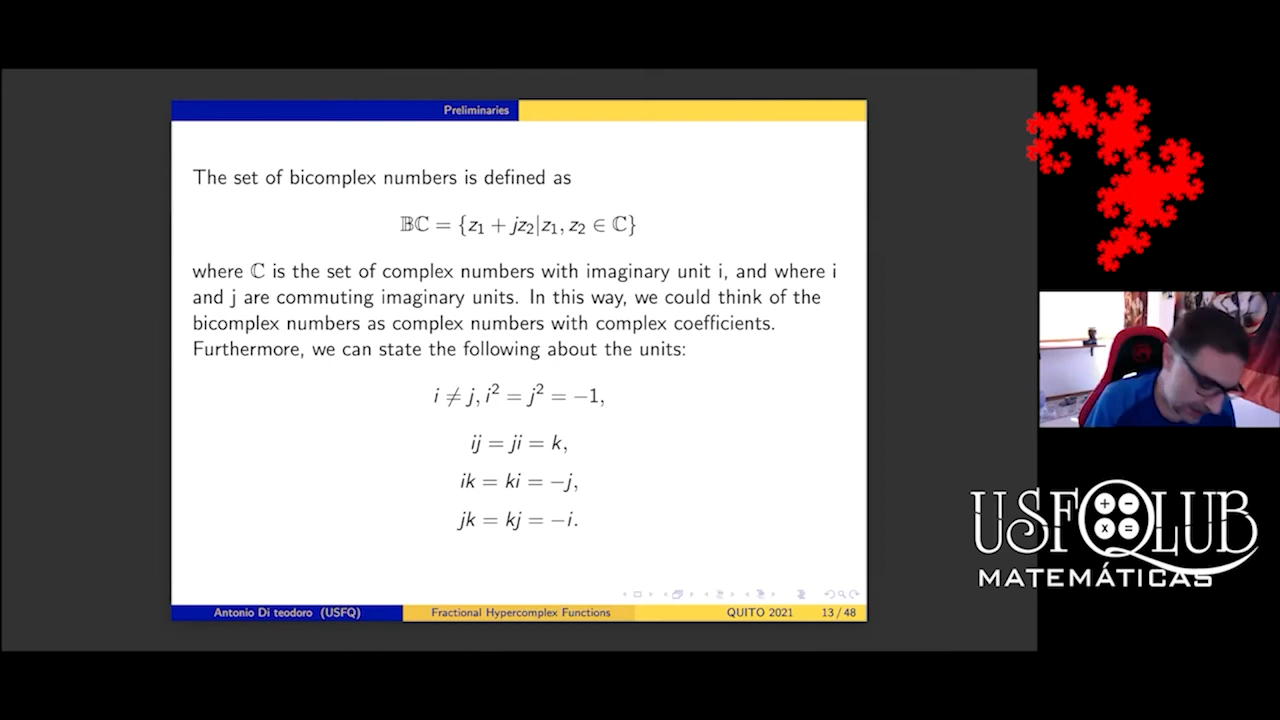 Preliminaries
The set of bicomplex numbers is defined as
𝔹ℂ = {z₁ + jz₂|z₁, z₂ ∈ ℂ}
where ℂ is the set of complex numbers with imaginary unit i, and where i
and j are commuting imaginary units. In this way, we could think of the
bicomplex numbers as complex numbers with complex coefficients.
Furthermore, we can state the following about the units:
i ≠ j, i² = j² = −1,
ij = ji = k,
ik = ki = −j,
jk = kj = −i.
Antonio Di teodoro (USFQ)
Fractional Hypercomplex Functions
QUITO 2021
13 / 48
USFQLUB
MATEMÁTICAS